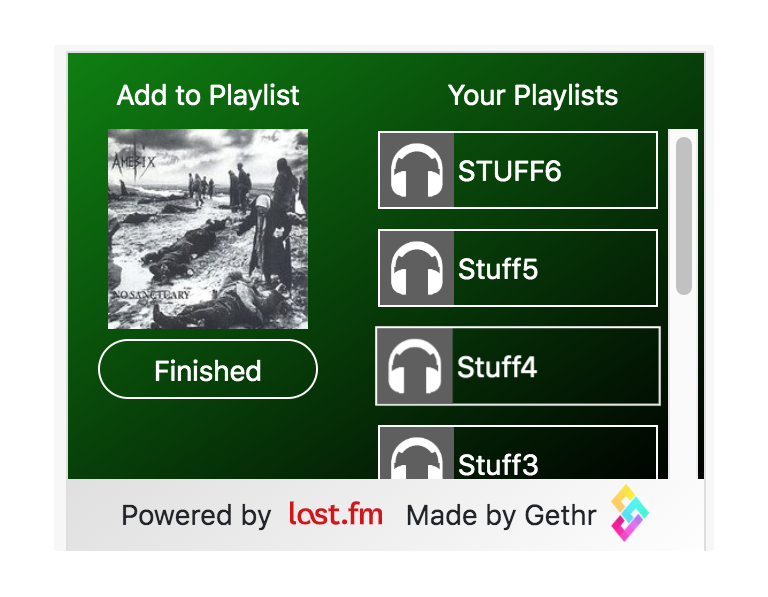 Add to Playlist
AMEBIX
NO SANCTUARY
Finished
Your Playlists
STUFF6
Stuff5
Stuff4
Stuff3
Powered by last.fm Made by Gethr